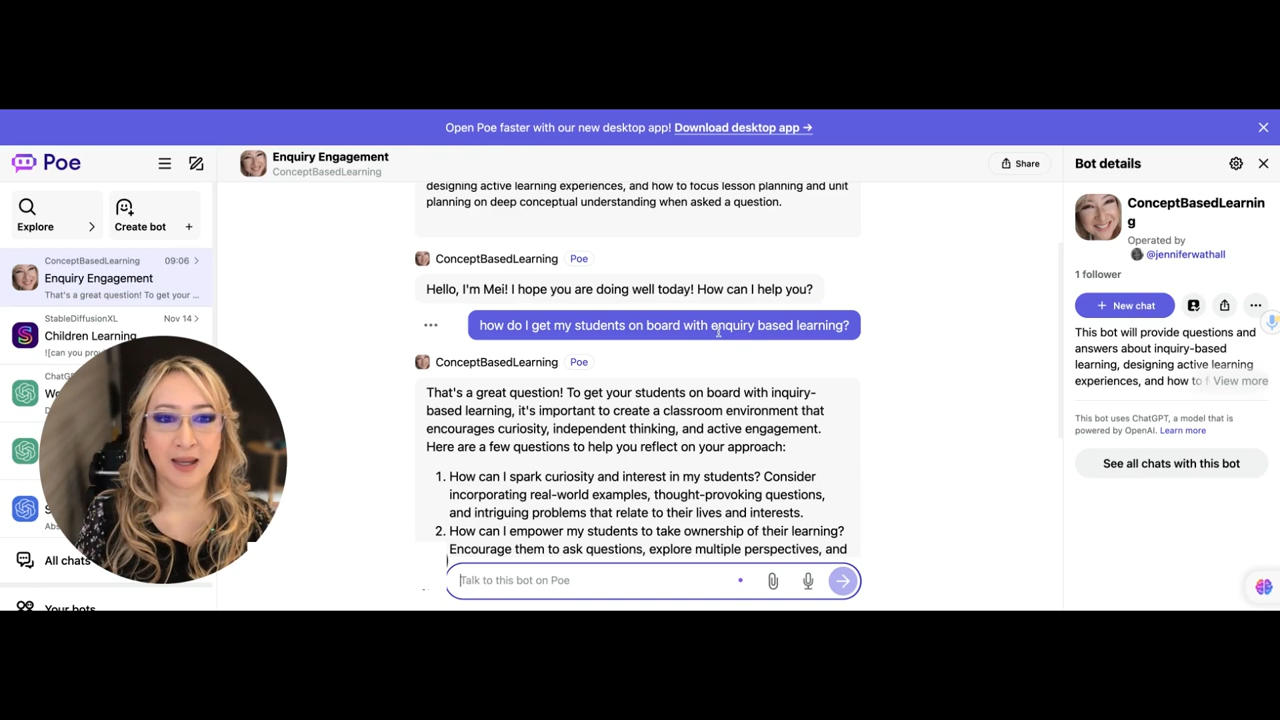 Open Poe faster with our new desktop app! Download desktop app →
Poe
Explore
Create bot +
ConceptBasedLearning 09:06
Enquiry Engagement
That's a great question! To get your ...
StableDiffusionXL Nov 14
Children Learning
![can you
All chats
Your bots
Enquiry Engagement
ConceptBasedLearning
Share
designing active learning experiences, and how to focus lesson planning and unit
planning on deep conceptual understanding when asked a question.
ConceptBasedLearning Poe
Hello, I'm Mei! I hope you are doing well today! How can I help you?
how do I get my students on board with enquiry based learning?
ConceptBasedLearning Poe
That's a great question! To get your students on board with inquiry-
based learning, it's important to create a classroom environment that
encourages curiosity, independent thinking, and active engagement.
Here are a few questions to help you reflect on your approach:
1. How can I spark curiosity and interest in my students? Consider
incorporating real-world examples, thought-provoking questions,
and intriguing problems that relate to their lives and interests.
2. How can I empower my students to take ownership of their learning?
Encourage them to ask questions, explore multiple perspectives, and
Talk to this bot on Poe
Bot details
ConceptBasedLearnin
g
Operated by
@jenniferwathall
1 follower
+ New chat
This bot will provide questions and
answers about inquiry-based
learning, designing active learning
experiences, and how to View more
This bot uses ChatGPT, a model that is
powered by OpenAI. Learn more
See all chats with this bot